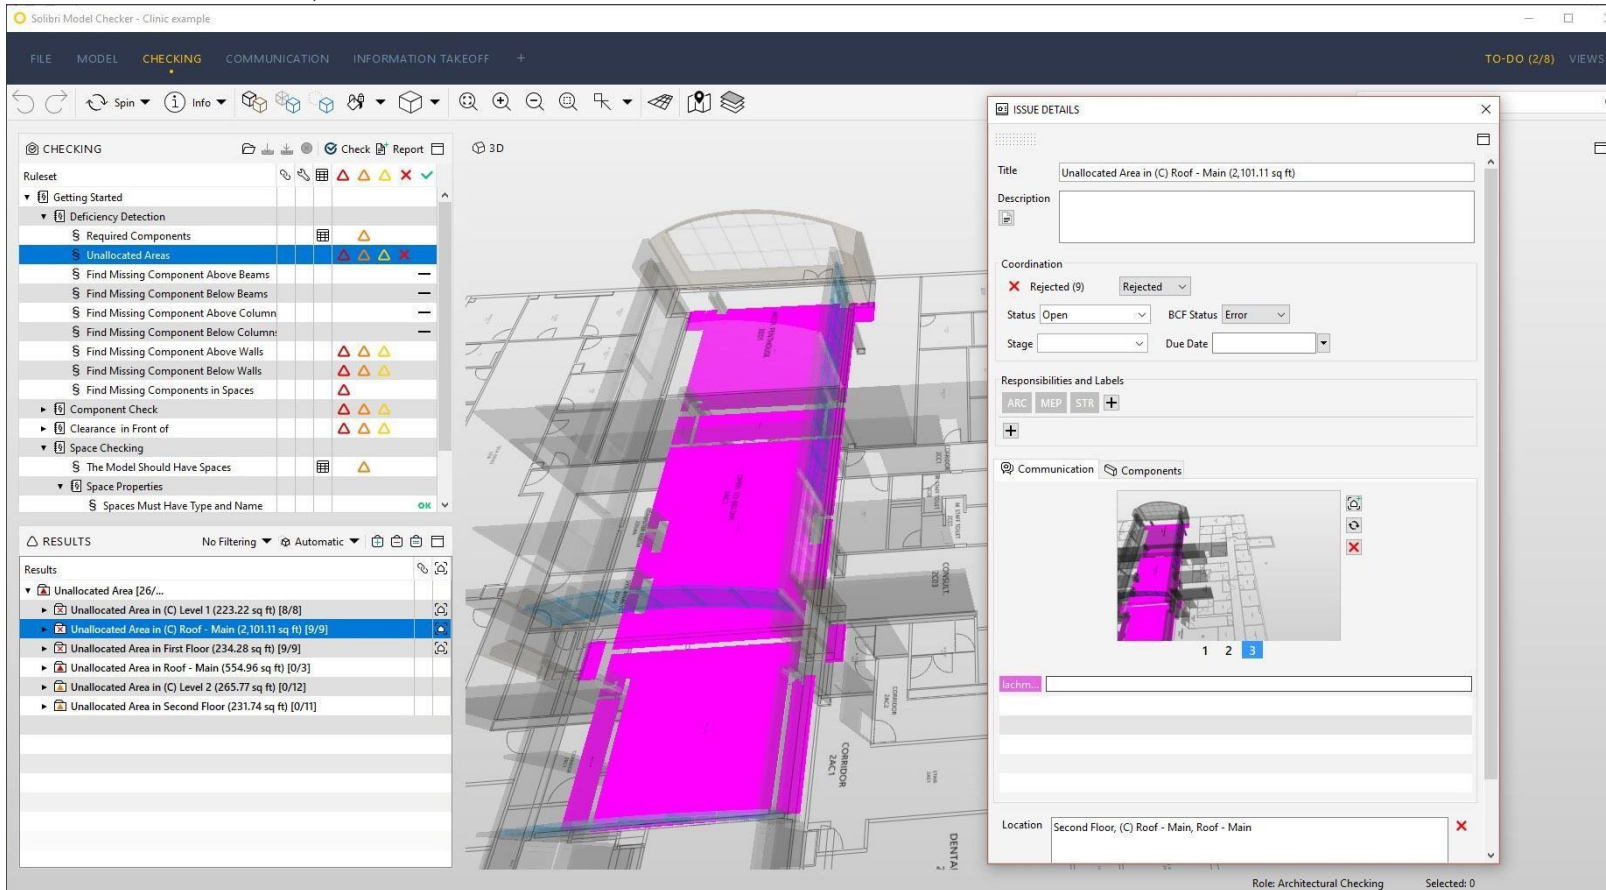 Solibri Model Checker - Clinic example
FILE MODEL CHECKING COMMUNICATION INFORMATION TAKEOFF +
TO-DO (2/8) VIEWS
Spin Info
CHECKING
Check Report
Ruleset
Getting Started
Deficiency Detection
§ Required Components
§ Unallocated Areas
§ Find Missing Component Above Beams
§ Find Missing Component Below Beams
§ Find Missing Component Above Column
§ Find Missing Component Below Column
§ Find Missing Component Above Walls
§ Find Missing Component Below Walls
§ Find Missing Components in Spaces
Component Check
Clearance in Front of
Space Checking
§ The Model Should Have Spaces
Space Properties
§ Spaces Must Have Type and Name OK
RESULTS
No Filtering Automatic
Results
Unallocated Area [26/...
Unallocated Area in (C) Level 1 (223.22 sq ft) [8/8]
Unallocated Area in (C) Roof - Main (2,101.11 sq ft) [9/9]
Unallocated Area in First Floor (234.28 sq ft) [9/9]
Unallocated Area in Roof - Main (554.96 sq ft) [0/3]
Unallocated Area in (C) Level 2 (265.77 sq ft) [0/12]
Unallocated Area in Second Floor (231.74 sq ft) [0/11]
3D
CONSULT.
2C03
CORRIDOR
2AC2
CORRIDOR
2AC1
DENTA
ISSUE DETAILS
Title Unallocated Area in (C) Roof - Main (2,101.11 sq ft)
Description
Coordination
Rejected (9) Rejected
Status Open BCF Status Error
Stage Due Date
Responsibilities and Labels
ARC MEP STR +
+
Communication Components
1 2 3
lachm...
Location Second Floor, (C) Roof - Main, Roof - Main
Role: Architectural Checking Selected: 0